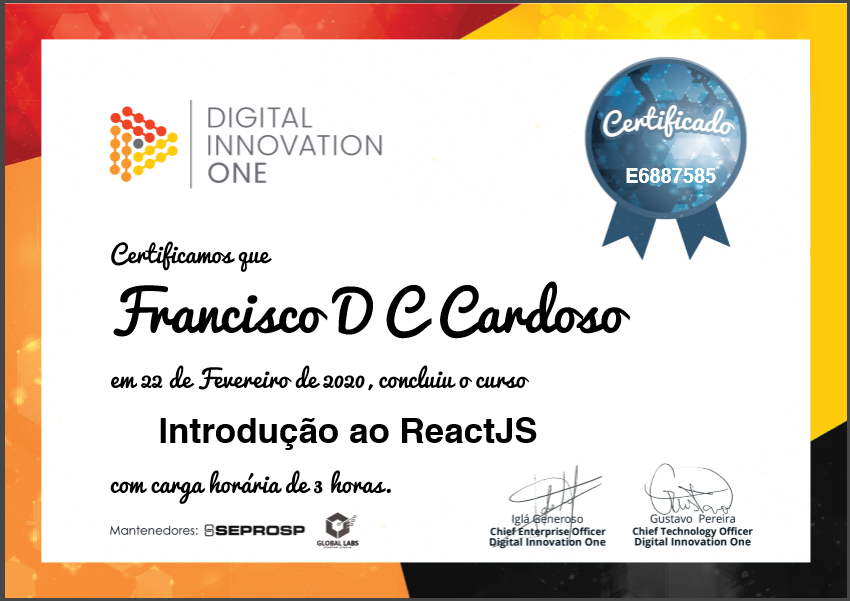 DIGITAL
INNOVATION
ONE
Certificado
E6887585
Certificamos que
Francisco D C Cardoso
em 22 de Fevereiro de 2020, concluiu o curso
Introdução ao ReactJS
com carga horária de 3 horas.
Mantenedores: SEPROSP
GLOBAL LABS
Iglá Generoso
Chief Enterprise Officer
Digital Innovation One
Gustavo Pereira
Chief Technology Officer
Digital Innovation One